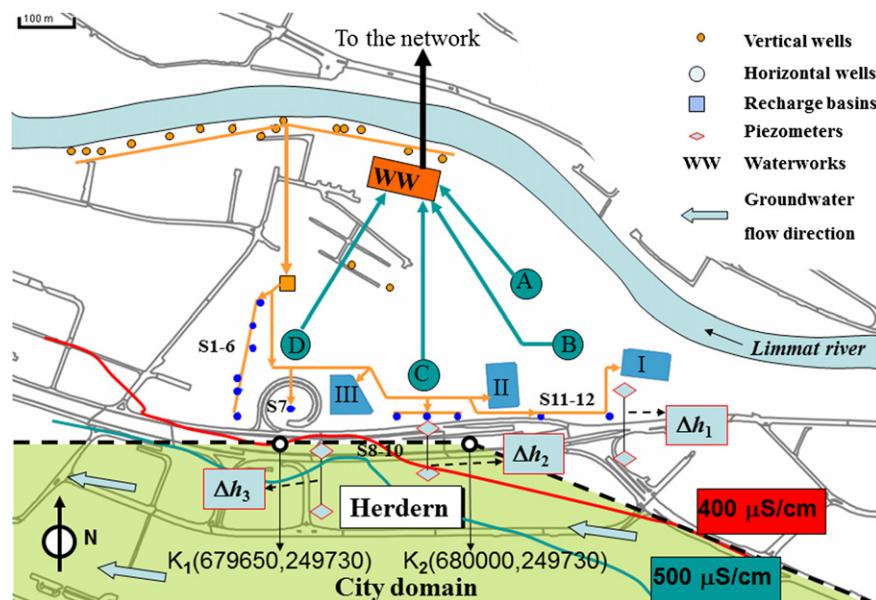 100 m
To the network
Vertical wells
Horizontal wells
Recharge basins
Piezometers
WW Waterworks
Groundwater
flow direction
WW
A
B
C
D
S1-6
S7
III
II
I
S11-12
Limmat river
S8-10
Δh1
Δh2
Δh3
Herdern
400 µS/cm
500 µS/cm
N
K1(679650,249730)
K2(680000,249730)
City domain